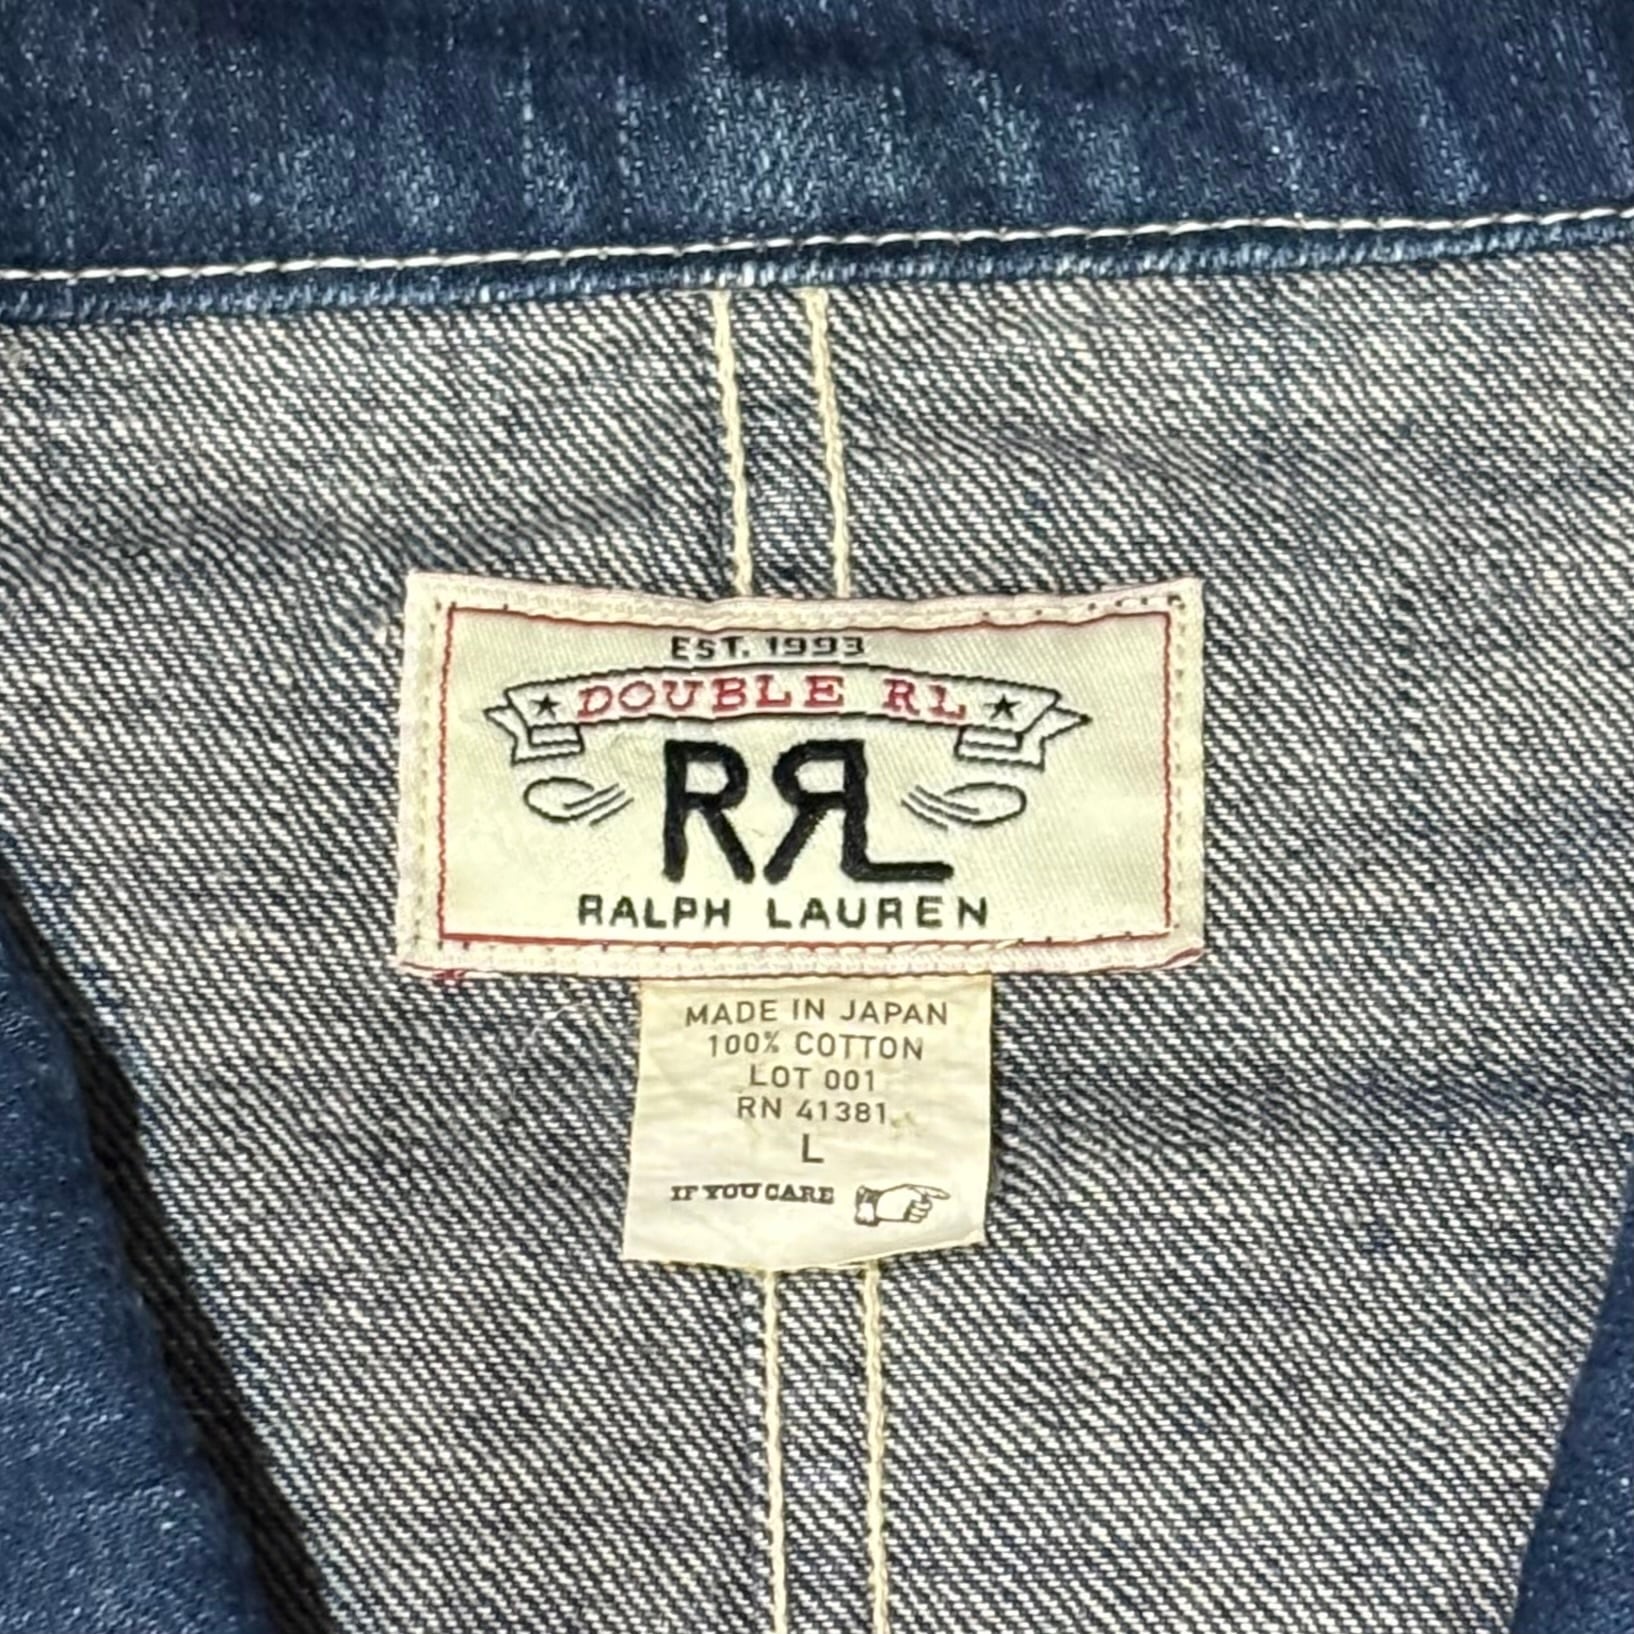 EST. 1993
DOUBLE RL
RRL
RALPH LAUREN
MADE IN JAPAN
100% COTTON
LOT 001
RN 41381
L
IF YOU CARE